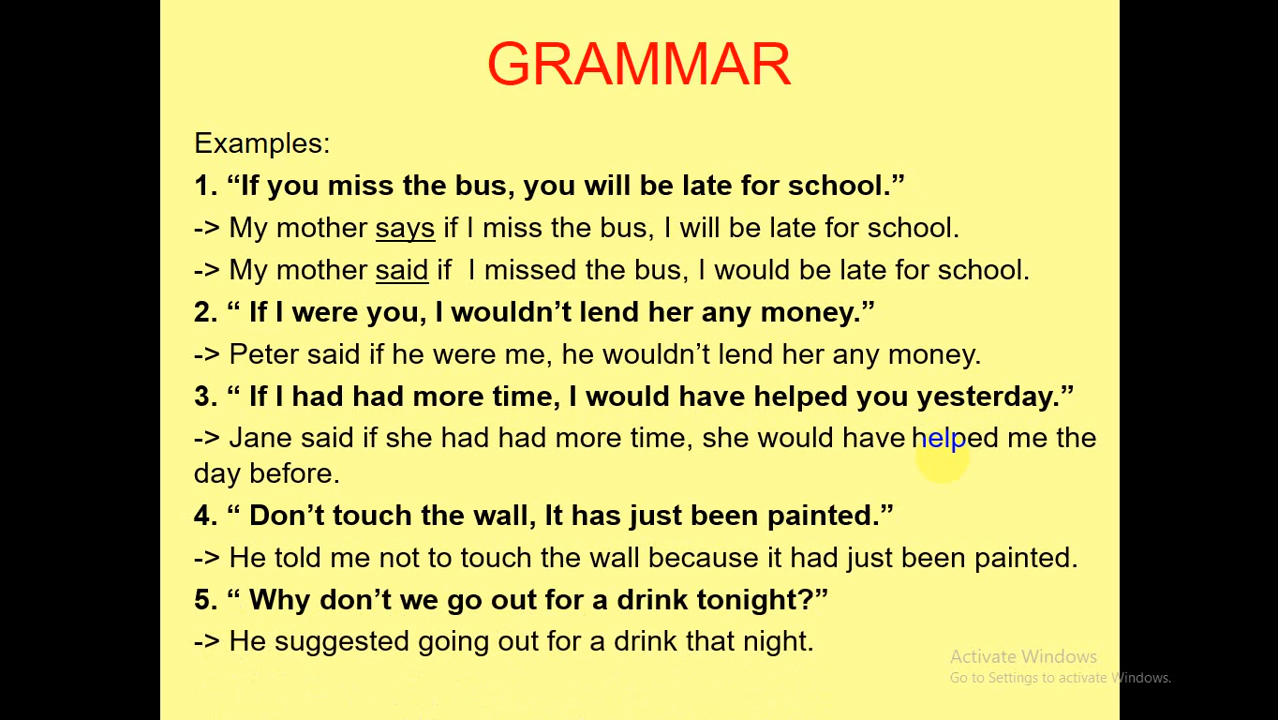 GRAMMAR
Examples:
1. “If you miss the bus, you will be late for school.”
-> My mother says if I miss the bus, I will be late for school.
-> My mother said if  I missed the bus, I would be late for school.
2. “ If I were you, I wouldn’t lend her any money.”
-> Peter said if he were me, he wouldn’t lend her any money.
3. “ If I had had more time, I would have helped you yesterday.”
-> Jane said if she had had more time, she would have helped me the
day before.
4. “ Don’t touch the wall, It has just been painted.”
-> He told me not to touch the wall because it had just been painted.
5. “ Why don’t we go out for a drink tonight?”
-> He suggested going out for a drink that night.
Activate Windows
Go to Settings to activate Windows.